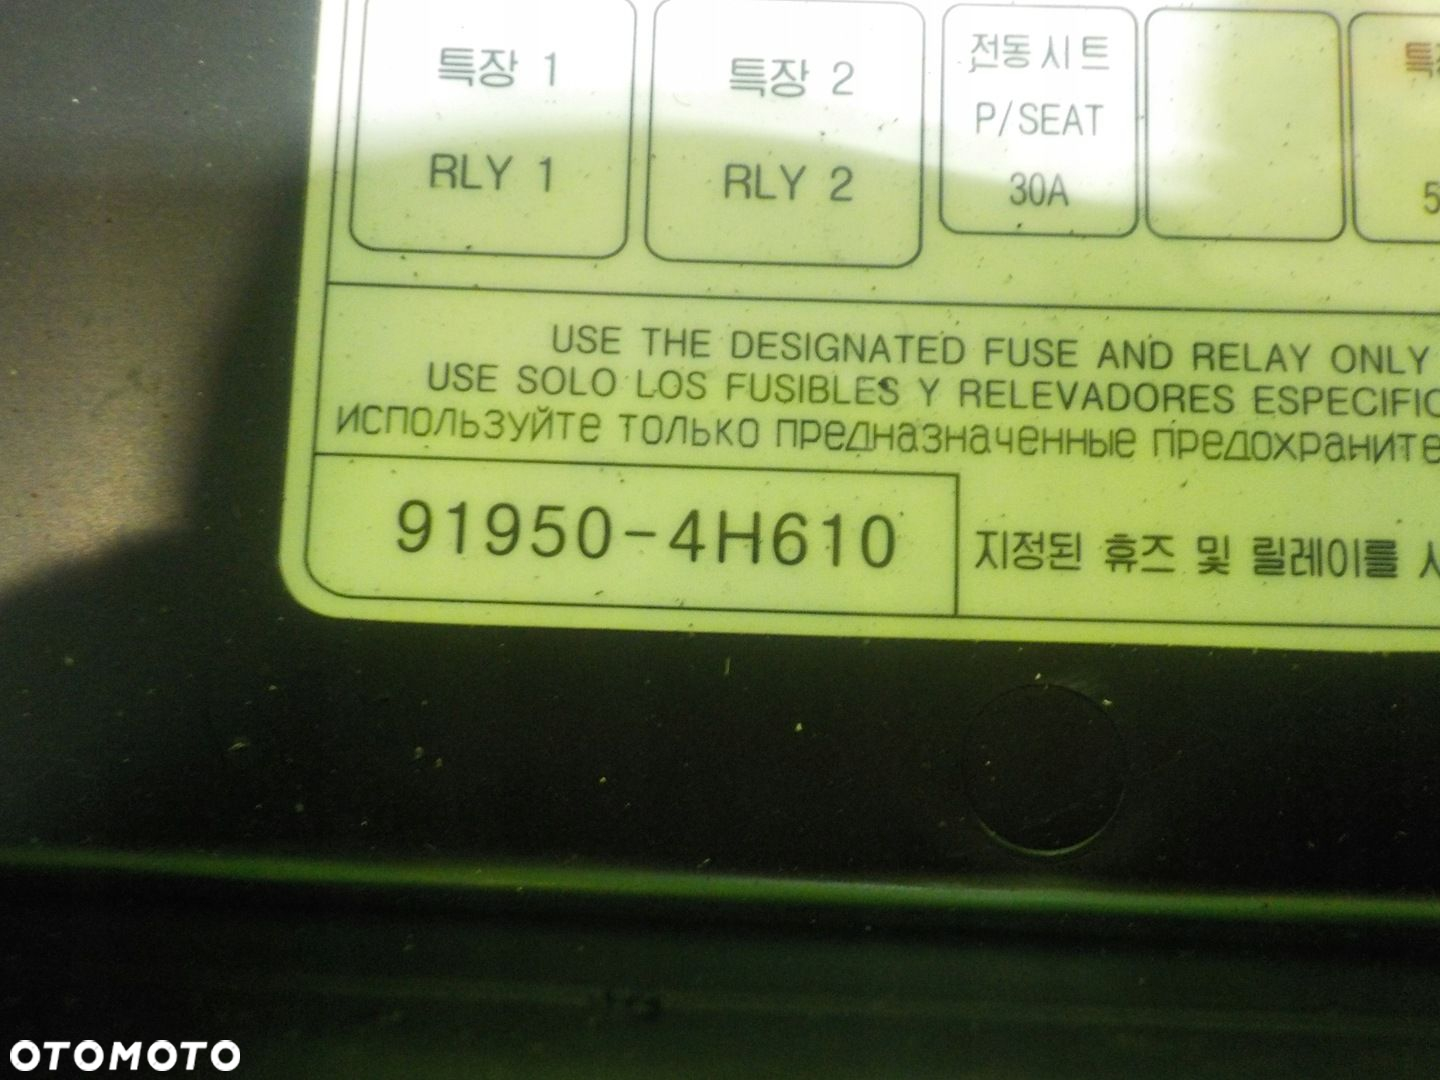 특장 1
RLY 1
특장 2
RLY 2
전동시트
P/SEAT
30A
USE THE DESIGNATED FUSE AND RELAY ONLY
USE SOLO LOS FUSIBLES Y RELEVADORES ESPECIFIC
ИСПОЛЬЗУЙТЕ ТОЛЬКО ПРЕДНАЗНАЧЕННЫЕ ПРЕДОХРАНИТЕ
91950-4H610
지정된 휴즈 및 릴레이를
OTOMOTO